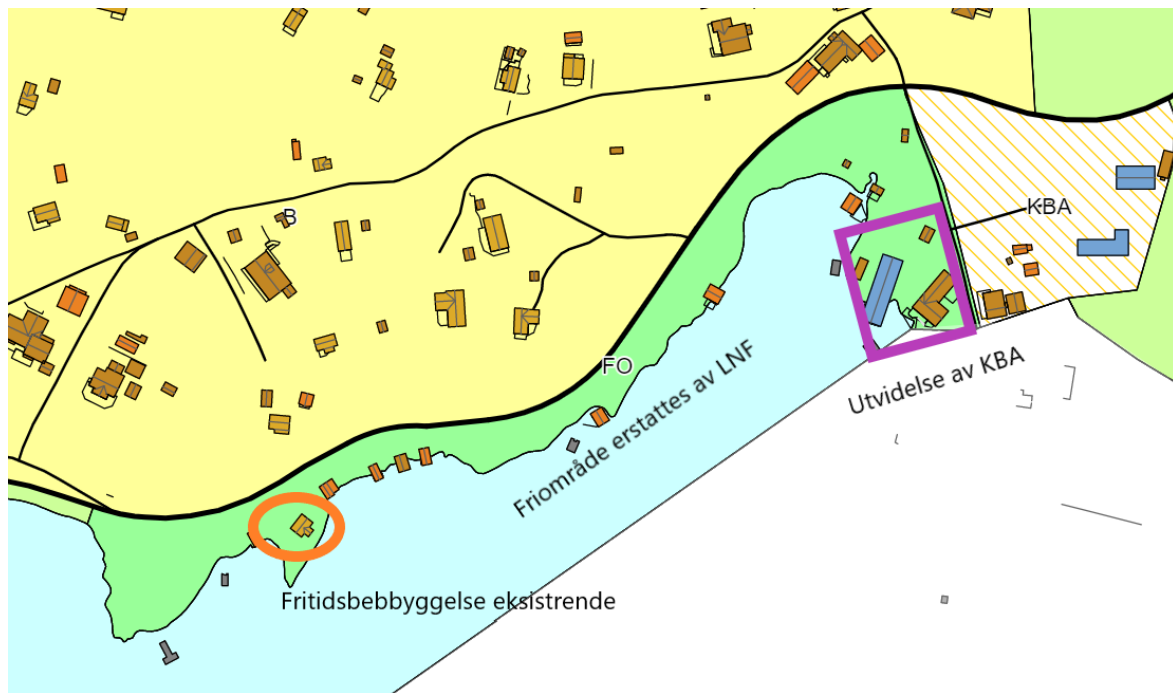 B
KBA
FO
Friområde erstattes av LNF
Utvidelse av KBA
Fritidsbebbyggelse eksistrende